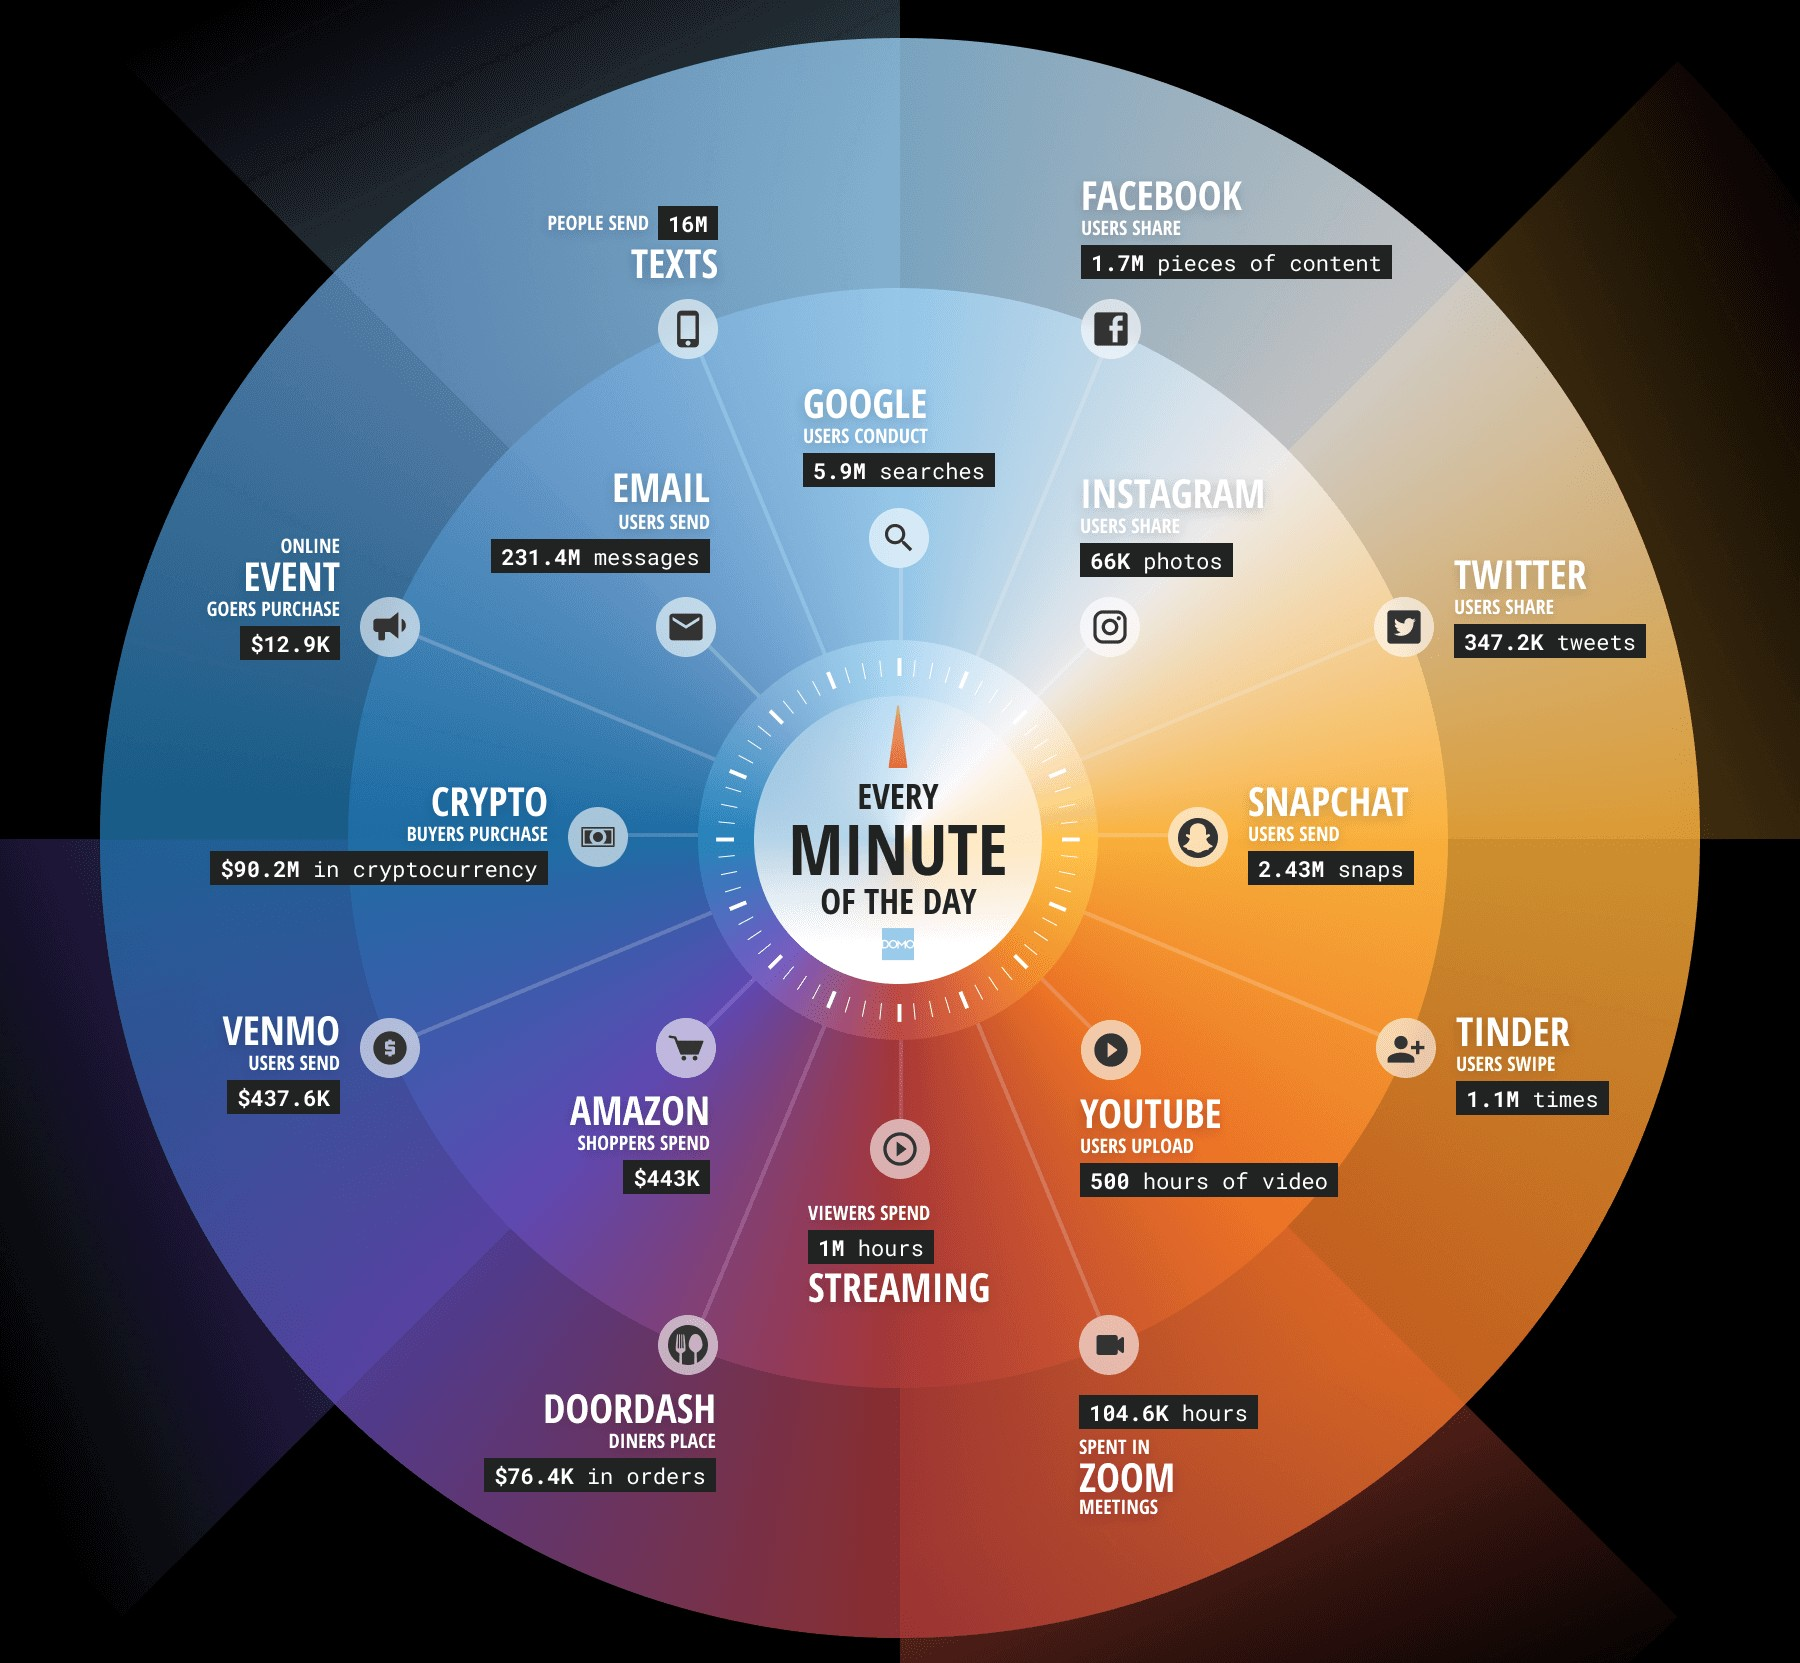 PEOPLE SEND 16M
TEXTS
FACEBOOK
USERS SHARE
1.7M pieces of content
GOOGLE
USERS CONDUCT
5.9M searches
EMAIL
USERS SEND
231.4M messages
INSTAGRAM
USERS SHARE
66K photos
ONLINE
EVENT
GOERS PURCHASE
$12.9K
TWITTER
USERS SHARE
347.2K tweets
CRYPTO
BUYERS PURCHASE
$90.2M in cryptocurrency
EVERY
MINUTE
OF THE DAY
DOMO
SNAPCHAT
USERS SEND
2.43M snaps
VENMO
USERS SEND
$437.6K
AMAZON
SHOPPERS SPEND
$443K
VIEWERS SPEND
1M hours
STREAMING
YOUTUBE
USERS UPLOAD
500 hours of video
TINDER
USERS SWIPE
1.1M times
DOORDASH
DINERS PLACE
$76.4K in orders
104.6K hours
SPENT IN
ZOOM
MEETINGS